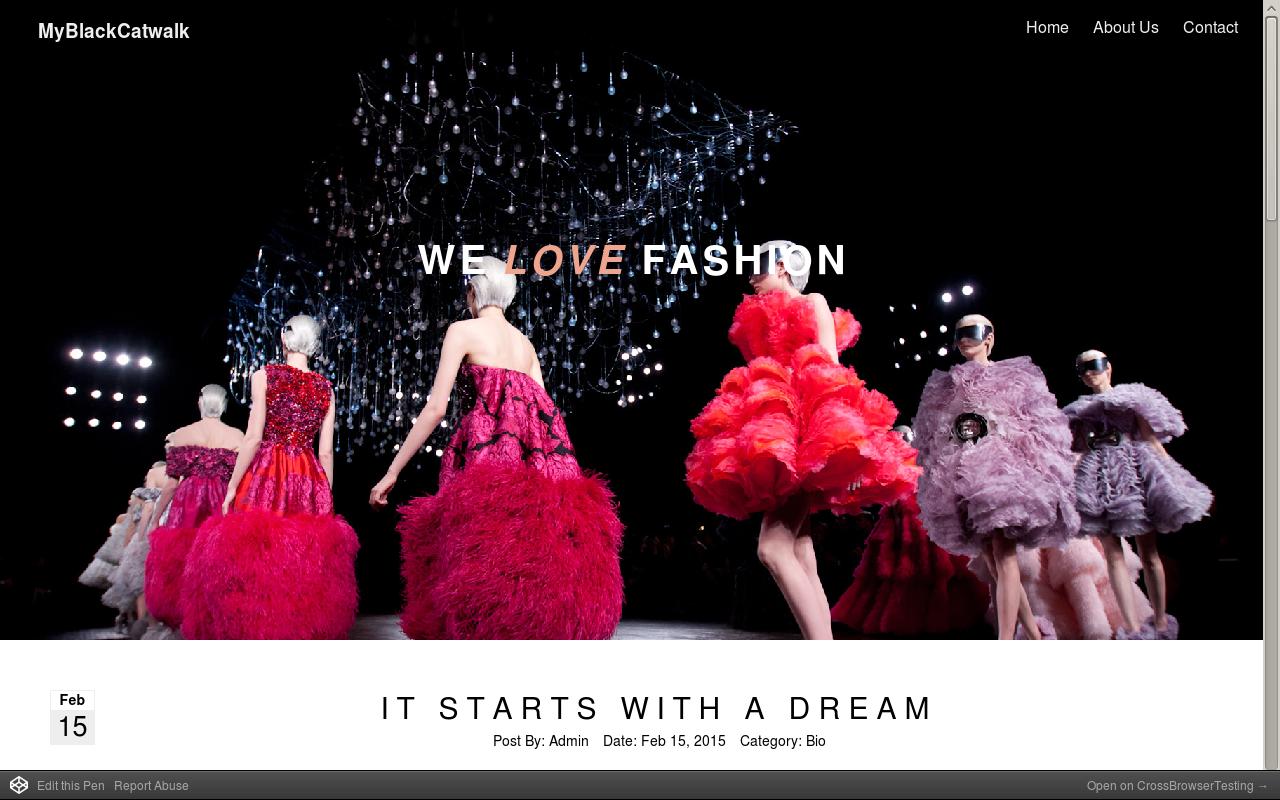 MyBlackCatwalk
Home About Us Contact
WE LOVE FASHION
Feb
15
IT STARTS WITH A DREAM
Post By: Admin Date: Feb 15, 2015 Category: Bio
Edit this Pen Report Abuse
Open on CrossBrowserTesting →